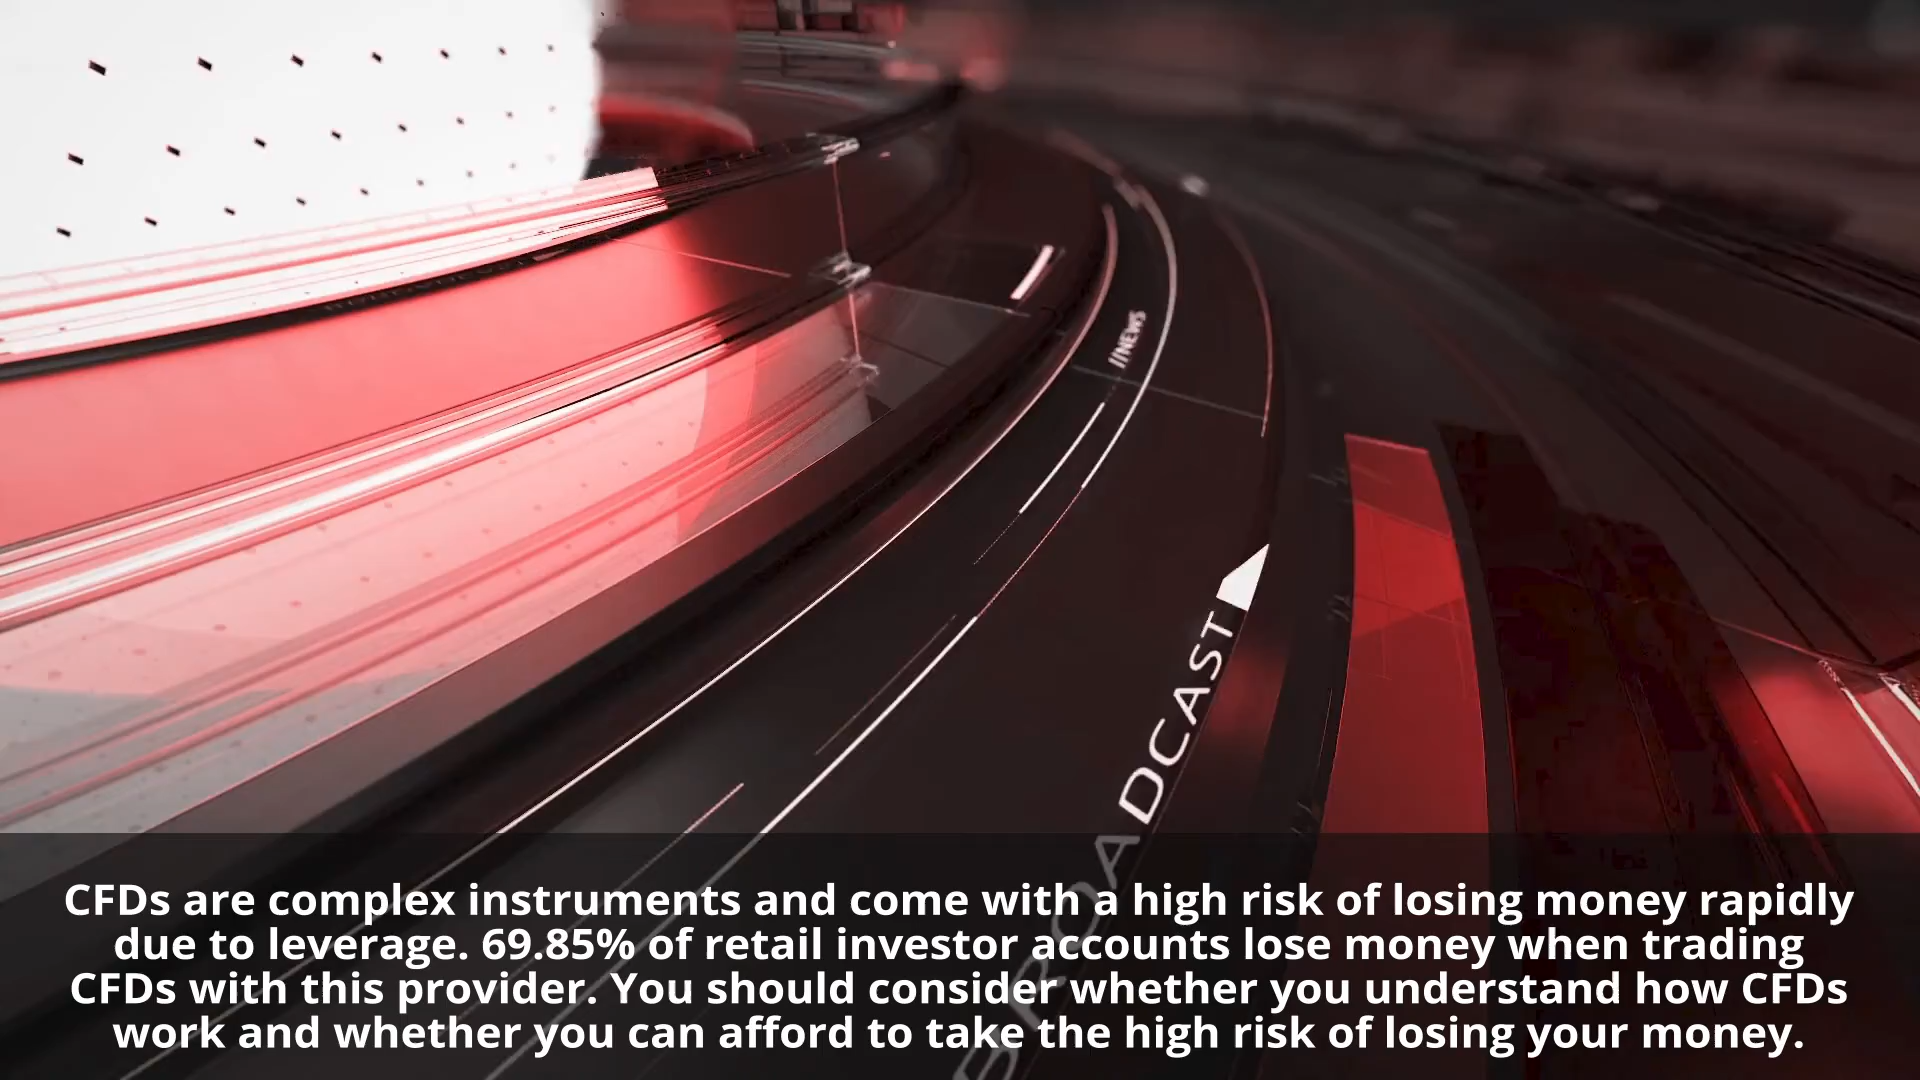 //NEWS
BROADCAST
CFDs are complex instruments and come with a high risk of losing money rapidly
due to leverage. 69.85% of retail investor accounts lose money when trading
CFDs with this provider. You should consider whether you understand how CFDs
work and whether you can afford to take the high risk of losing your money.